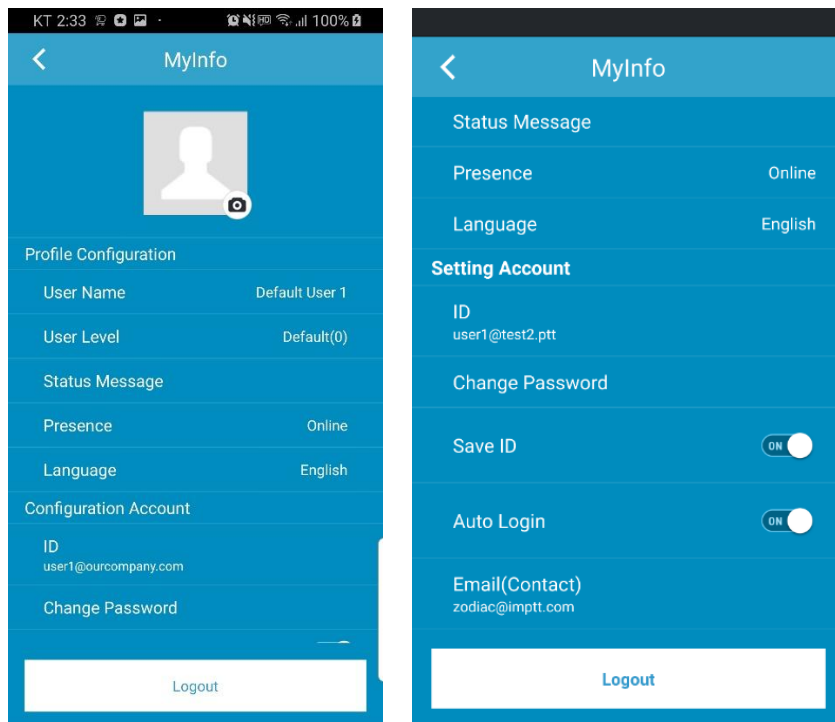 KT 2:33 100%
MyInfo
Profile Configuration
User Name Default User 1
User Level Default(0)
Status Message
Presence Online
Language English
Configuration Account
ID
user1@ourcompany.com
Change Password
Logout
MyInfo
Status Message
Presence Online
Language English
Setting Account
ID
user1@test2.ptt
Change Password
Save ID ON
Auto Login ON
Email(Contact)
zodiac@imptt.com
Logout